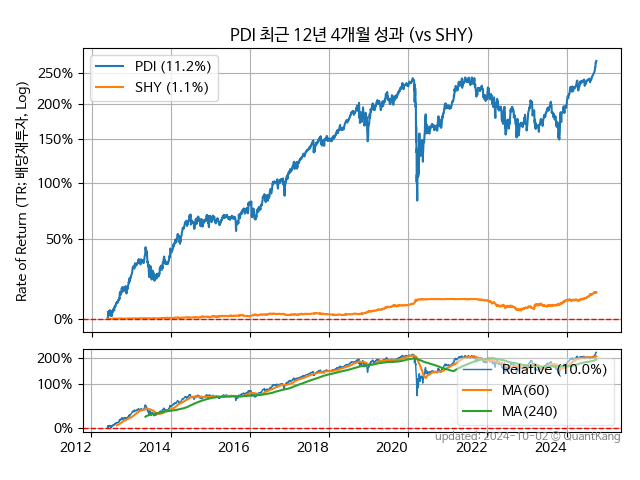 PDI 최근 12년 4개월 성과 (vs SHY)
Rate of Return (TR; 배당재투자, Log)
250%
200%
150%
100%
50%
0%
PDI (11.2%)
SHY (1.1%)
200%
100%
0%
Relative (10.0%)
MA(60)
MA(240)
2012
2014
2016
2018
2020
2022
2024
updated: 2024-10-02 © QuantKang